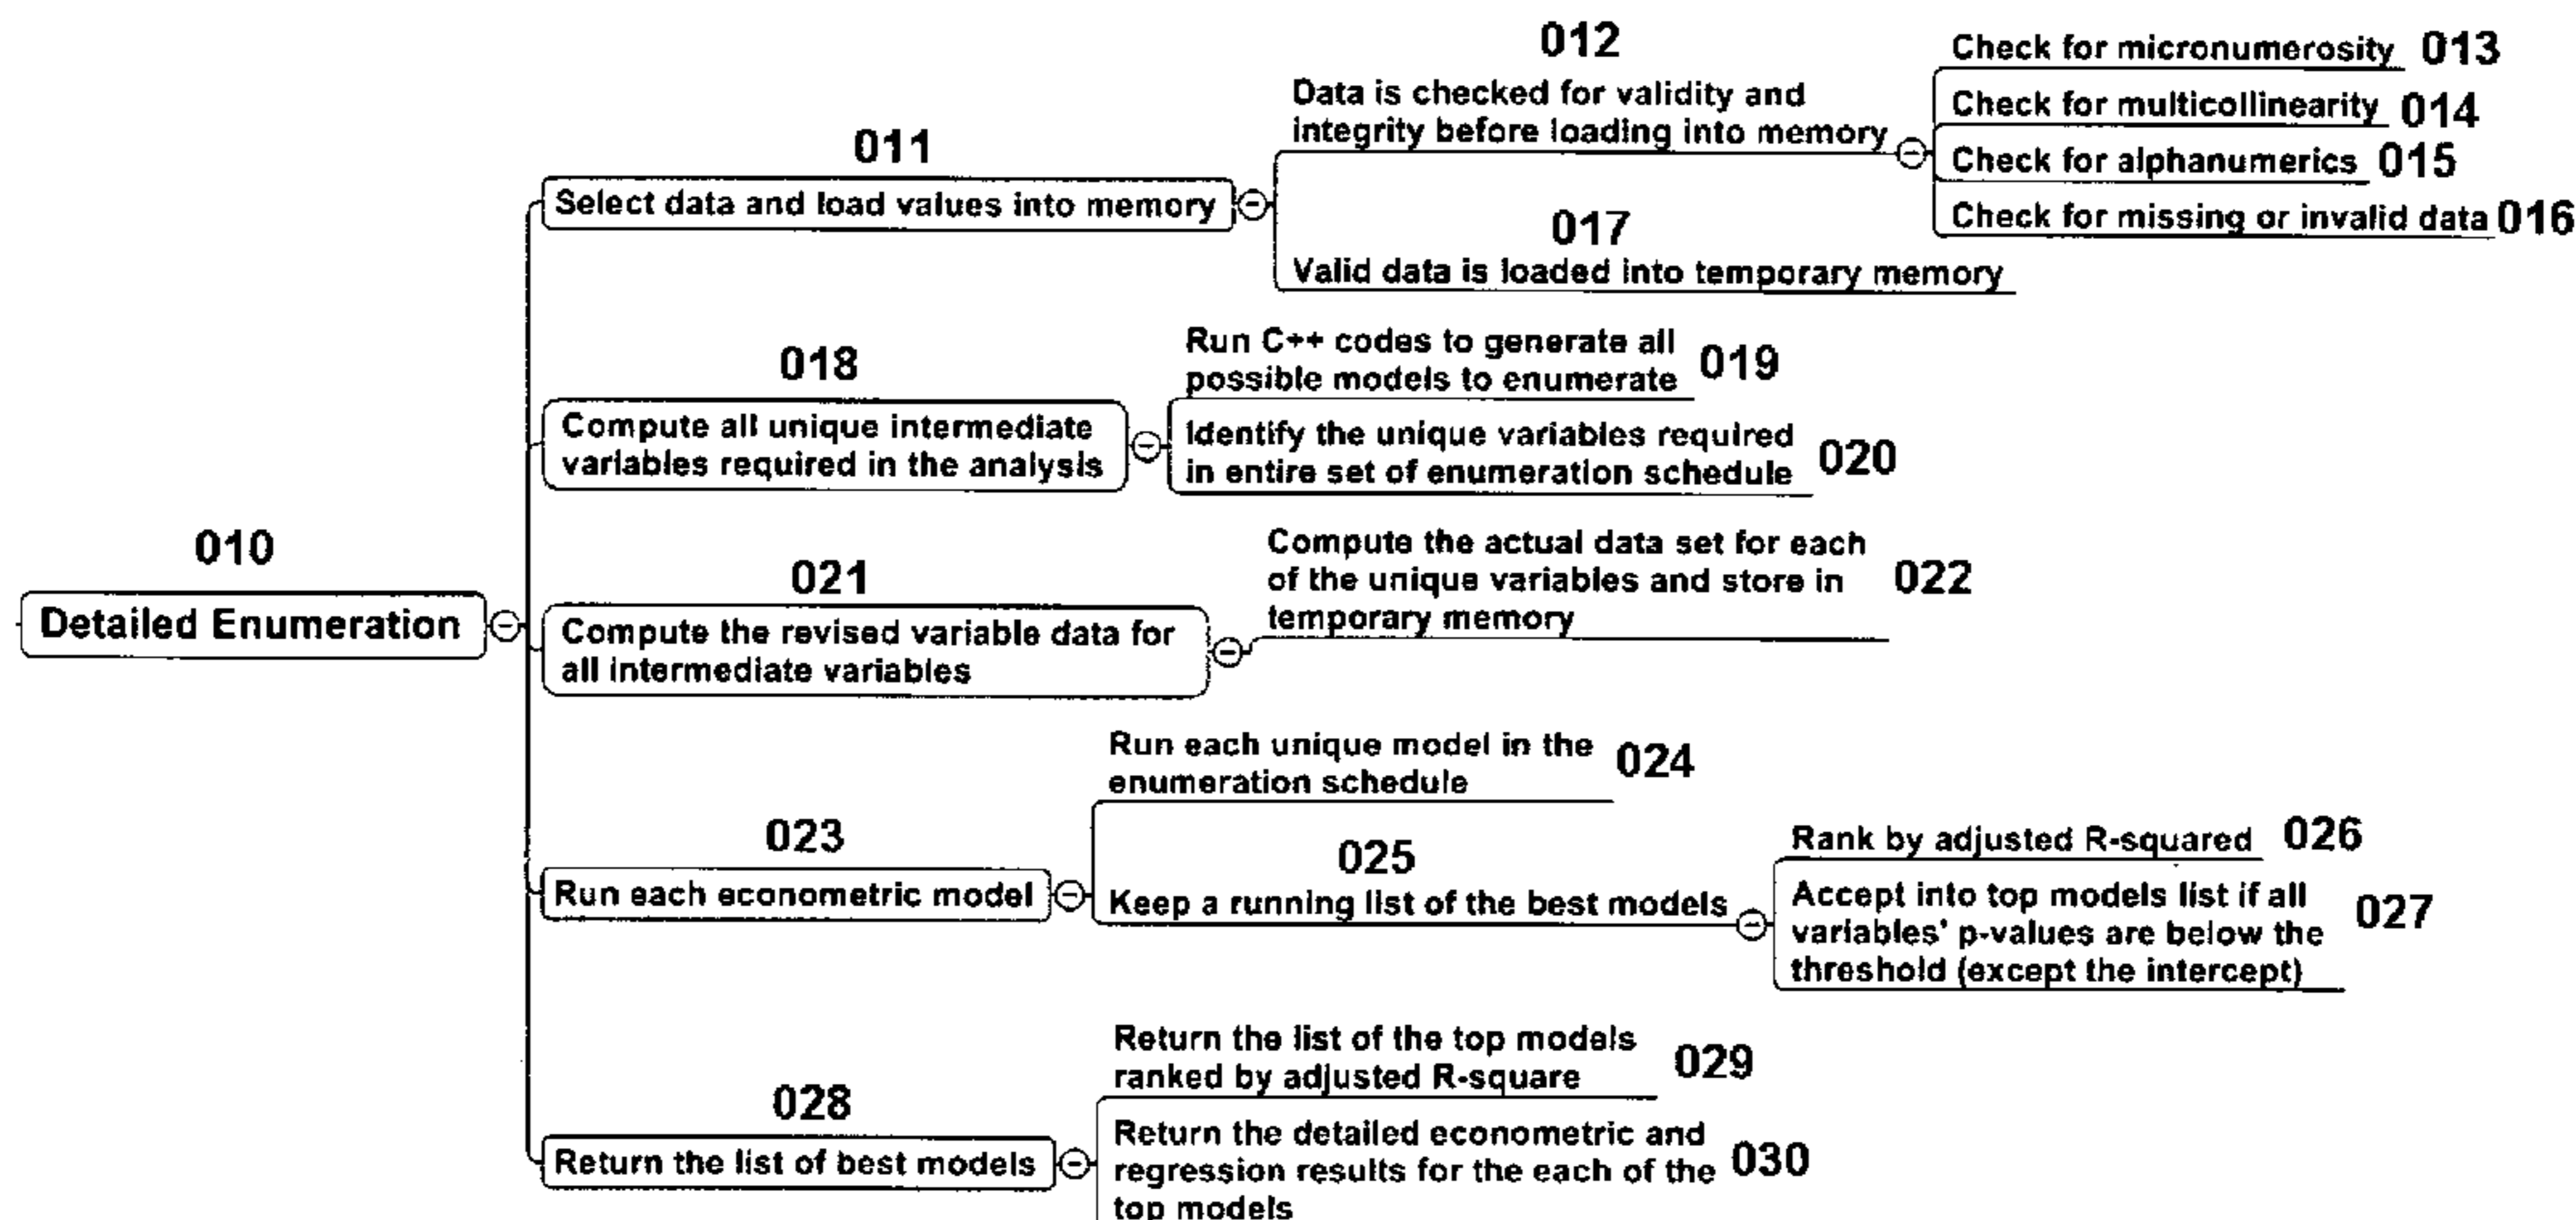 010
Detailed Enumeration
011
Select data and load values into memory
012
Data is checked for validity and
integrity before loading into memory
Check for micronumerosity 013
Check for multicollinearity 014
Check for alphanumerics 015
Check for missing or invalid data 016
017
Valid data is loaded into temporary memory
018
Compute all unique intermediate
variables required in the analysis
Run C++ codes to generate all
possible models to enumerate 019
Identify the unique variables required
in entire set of enumeration schedule 020
021
Compute the revised variable data for
all intermediate variables
Compute the actual data set for each
of the unique variables and store in 022
temporary memory
023
Run each econometric model
Run each unique model in the 024
enumeration schedule
025
Keep a running list of the best models
Rank by adjusted R-squared 026
Accept into top models list if all
variables' p-values are below the 027
threshold (except the intercept)
028
Return the list of best models
Return the list of the top models
ranked by adjusted R-square 029
Return the detailed econometric and
regression results for the each of the 030
top models